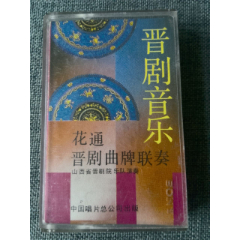 晋剧音乐
花通
晋剧曲牌联奏
山西省晋剧院乐队演奏
中国唱片总公司出版